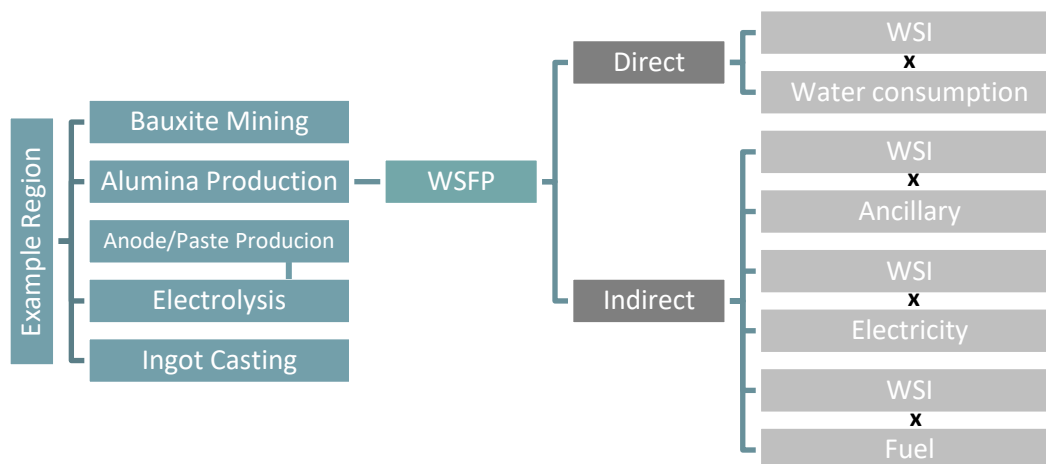 Example Region
Bauxite Mining
Alumina Production
Anode/Paste Producion
Electrolysis
Ingot Casting
WSFP
Direct
Indirect
WSI
x
Water consumption
WSI
x
Ancillary
WSI
x
Electricity
WSI
x
Fuel